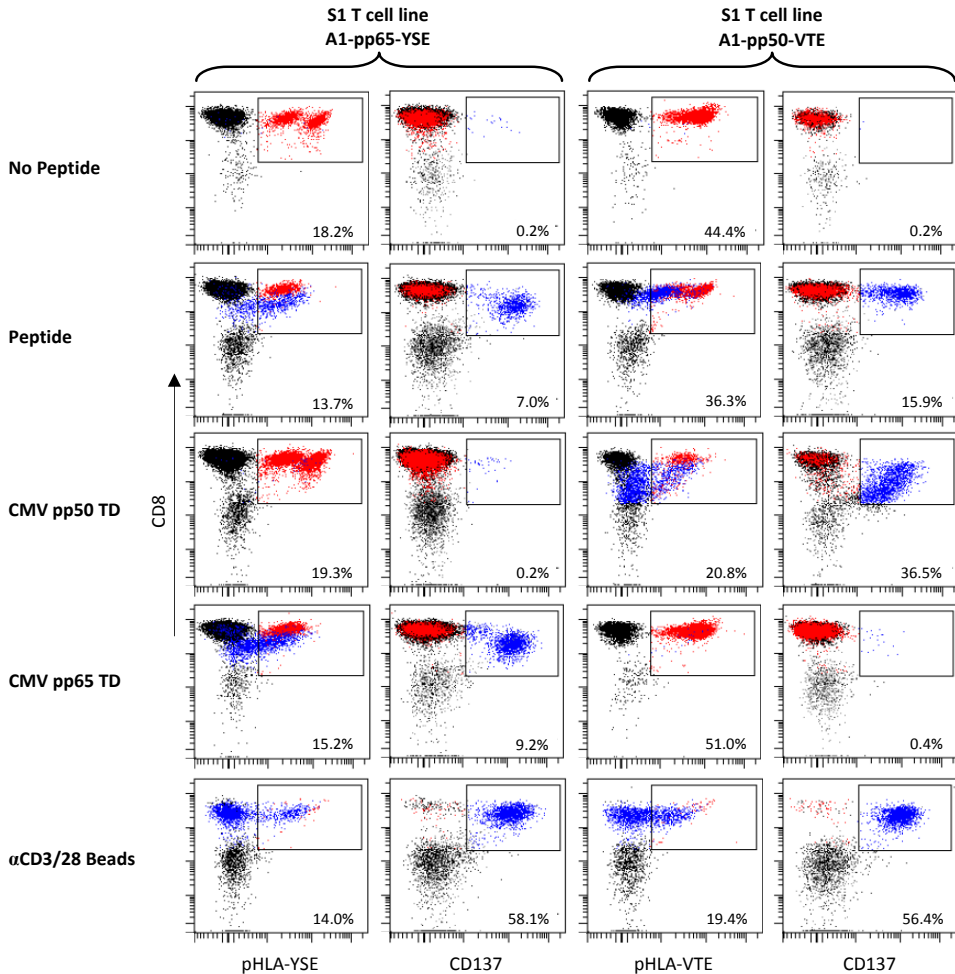 S1 T cell line
A1-pp65-YSE
S1 T cell line
A1-pp50-VTE
No Peptide
18.2%
0.2%
44.4%
0.2%
Peptide
13.7%
7.0%
36.3%
15.9%
CD8
CMV pp50 TD
19.3%
0.2%
20.8%
36.5%
CMV pp65 TD
15.2%
9.2%
51.0%
0.4%
αCD3/28 Beads
14.0%
58.1%
19.4%
56.4%
pHLA-YSE
CD137
pHLA-VTE
CD137